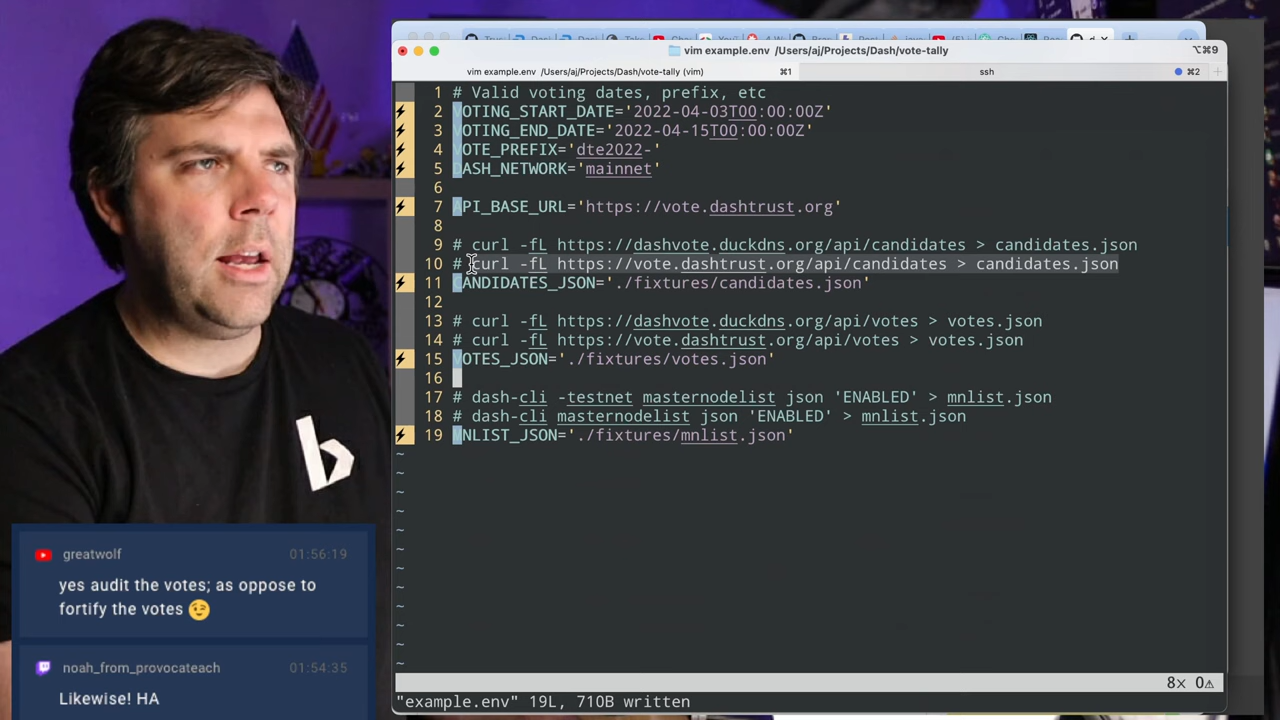 vim example.env /Users/aj/Projects/Dash/vote-tally
⌥⌘9
vim example.env /Users/aj/Projects/Dash/vote-tally (vim)
⌘1
ssh
⌘2
1 # Valid voting dates, prefix, etc
2 VOTING_START_DATE='2022-04-03T00:00:00Z'
3 VOTING_END_DATE='2022-04-15T00:00:00Z'
4 VOTE_PREFIX='dte2022-'
5 DASH_NETWORK='mainnet'
6
7 API_BASE_URL='https://vote.dashtrust.org'
8
9 # curl -fL https://dashvote.duckdns.org/api/candidates > candidates.json
10 # curl -fL https://vote.dashtrust.org/api/candidates > candidates.json
11 CANDIDATES_JSON='./fixtures/candidates.json'
12
13 # curl -fL https://dashvote.duckdns.org/api/votes > votes.json
14 # curl -fL https://vote.dashtrust.org/api/votes > votes.json
15 VOTES_JSON='./fixtures/votes.json'
16
17 # dash-cli -testnet masternodelist json 'ENABLED' > mnlist.json
18 # dash-cli masternodelist json 'ENABLED' > mnlist.json
19 MNLIST_JSON='./fixtures/mnlist.json'
~
~
~
~
~
~
~
~
~
~
~
~
8× 0⚠
"example.env" 19L, 710B written
greatwolf 01:56:19
yes audit the votes; as oppose to
fortify the votes 😉
noah_from_provocateach 01:54:35
Likewise! HA